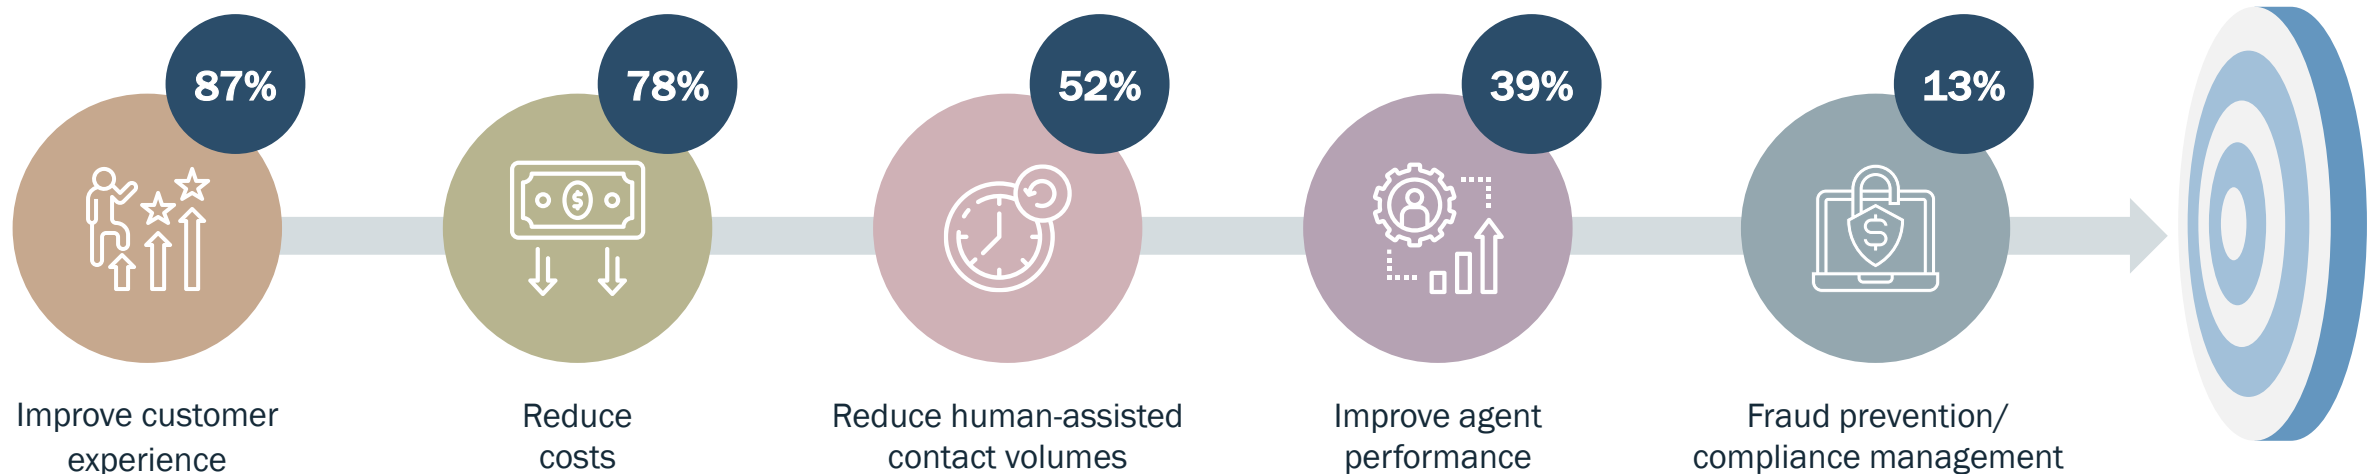 87%
78%
52%
39%
13%
Improve customer
experience
Reduce
costs
Reduce human-assisted
contact volumes
Improve agent
performance
Fraud prevention/
compliance management